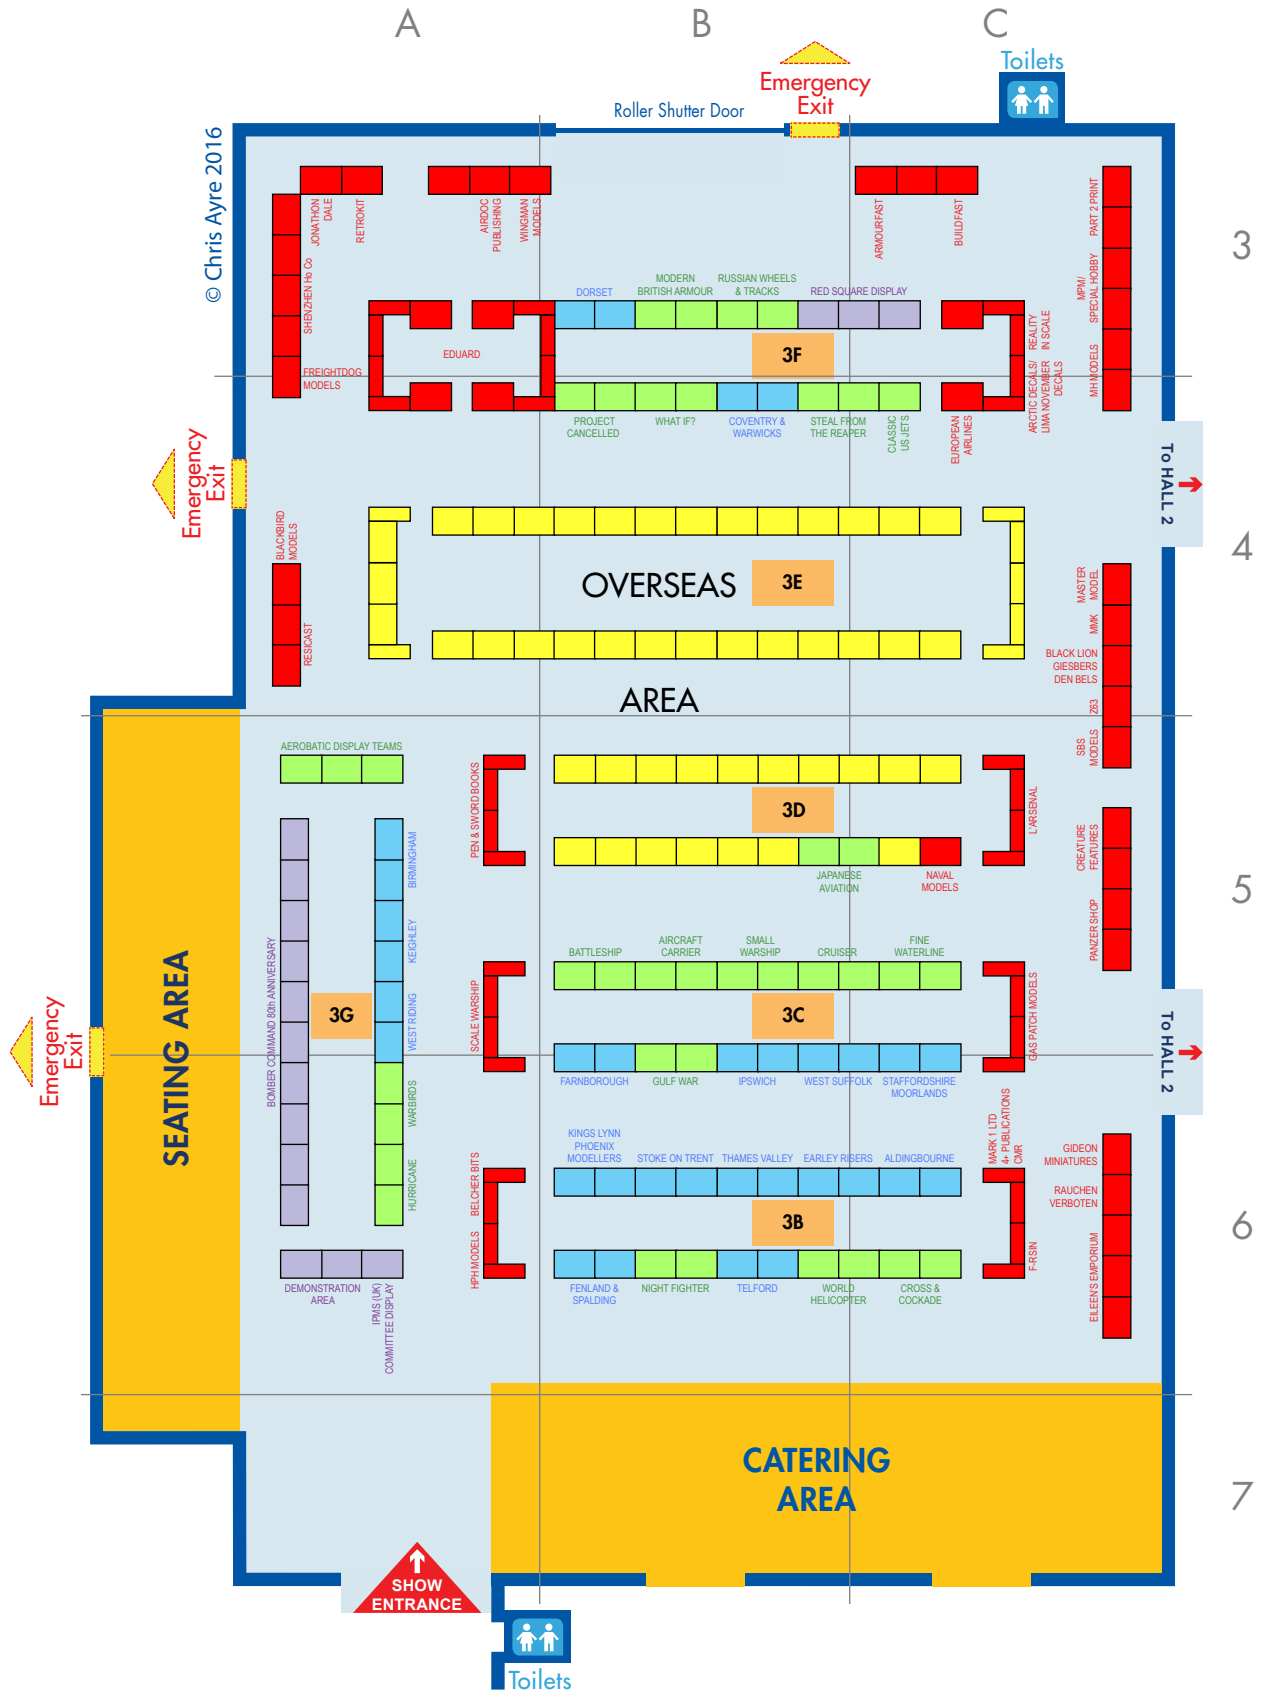 A
B
C
Toilets
Emergency
Exit
Roller Shutter Door
© Chris Ayre 2016
3
JONATHON
DALE
RETROKIT
AIRDOC
PUBLISHING
WINGMAN
MODELS
ARMOURFAST
BUILDFAST
PART 2 PRINT
MPM/
SPECIAL HOBBY
MH MODELS
SHENZHEN Ho Co
FREIGHTDOG
MODELS
EDUARD
DORSET
MODERN
BRITISH ARMOUR
RUSSIAN WHEELS
& TRACKS
RED SQUARE DISPLAY
3F
REALITY
IN SCALE
ARCTIC DECALS/
LIMA NOVEMBER
DECALS
PROJECT
CANCELLED
WHAT IF?
COVENTRY &
WARWICKS
STEAL FROM
THE REAPER
CLASSIC
US JETS
EUROPEAN
AIRLINES
Emergency
Exit
To HALL 2
4
BLACKBIRD
MODELS
RESICAST
OVERSEAS
3E
AREA
MASTER
MODEL
MMK
BLACK LION
GIESBERS
DEN BELS
Z63
SBS
MODELS
AEROBATIC DISPLAY TEAMS
PEN & SWORD BOOKS
3D
L'ARSENAL
JAPANESE
AVIATION
NAVAL
MODELS
CREATURE
FEATURES
PANZER SHOP
5
BIRMINGHAM
KEIGHLEY
WEST RIDING
WARBIRDS
HURRICANE
BOMBER COMMAND 80th ANNIVERSARY
3G
SEATING AREA
Emergency
Exit
BATTLESHIP
AIRCRAFT
CARRIER
SMALL
WARSHIP
CRUISER
FINE
WATERLINE
SCALE WARSHIP
3C
GAS PATCH MODELS
To HALL 2
FARNBOROUGH
GULF WAR
IPSWICH
WEST SUFFOLK
STAFFORDSHIRE
MOORLANDS
KINGS LYNN
PHOENIX
MODELLERS
STOKE ON TRENT
THAMES VALLEY
EARLEY RISERS
ALDINGBOURNE
MARK 1 LTD
4+ PUBLICATIONS
CMR
GIDEON
MINIATURES
RAUCHEN
VERBOTEN
EILEEN'S EMPORIUM
6
BELCHER BITS
HPH MODELS
3B
F-RSIN
DEMONSTRATION
AREA
IPMS (UK)
COMMITTEE DISPLAY
FENLAND &
SPALDING
NIGHT FIGHTER
TELFORD
WORLD
HELICOPTER
CROSS &
COCKADE
CATERING
AREA
7
SHOW
ENTRANCE
Toilets